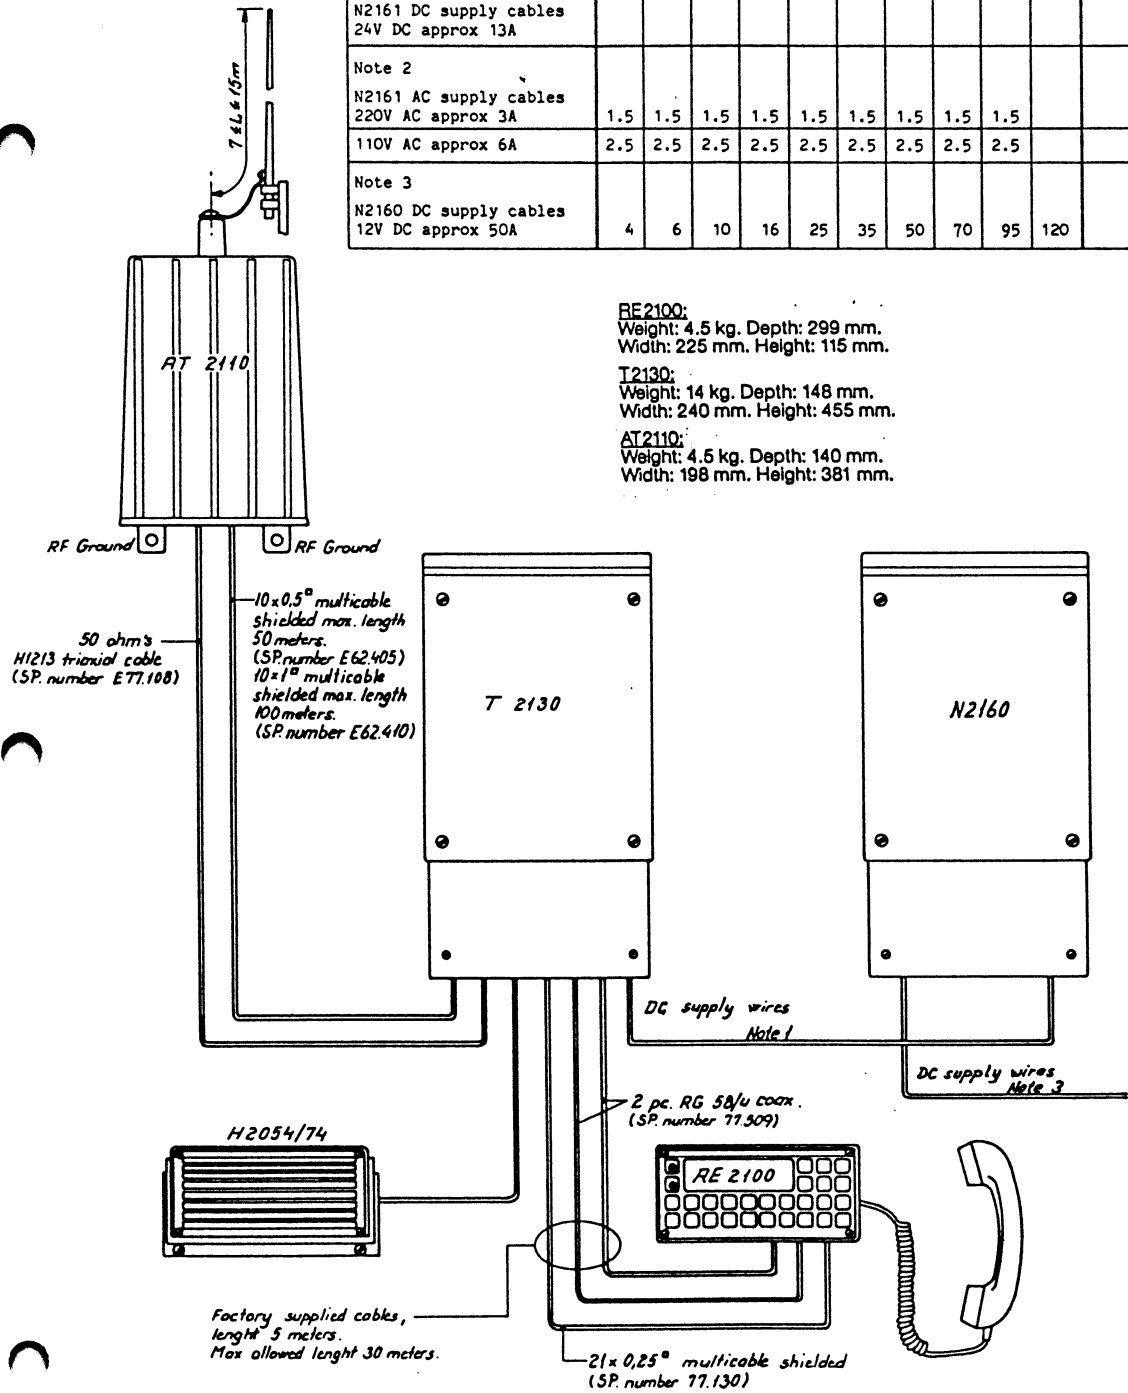 N2161 DC supply cables
24V DC approx 13A
Note 2
N2161 AC supply cables
220V AC approx 3A 1.5 1.5 1.5 1.5 1.5 1.5 1.5 1.5 1.5
110V AC approx 6A 2.5 2.5 2.5 2.5 2.5 2.5 2.5 2.5 2.5
Note 3
N2160 DC supply cables
12V DC approx 50A 4 6 10 16 25 35 50 70 95 120
7≤L≤15m
RE2100:
Weight: 4.5 kg. Depth: 299 mm.
Width: 225 mm. Height: 115 mm.
T2130:
Weight: 14 kg. Depth: 148 mm.
Width: 240 mm. Height: 455 mm.
AT2110:
Weight: 4.5 kg. Depth: 140 mm.
Width: 198 mm. Height: 381 mm.
AT 2110
RF Ground
RF Ground
50 ohm's
H1213 triaxial cable
(SP. number E77.108)
10x0,5▫ multicable
shielded max. length
50 meters.
(SP. number E62.405)
10x1▫ multicable
shielded max. length
100 meters.
(SP. number E62.410)
T 2130
N2160
DC supply wires
Note 1
DC supply wires
Note 3
2 pc. RG 58/u coax.
(SP. number 77.509)
H2054/74
RE 2100
Factory supplied cables,
lenght 5 meters.
Max allowed lenght 30 meters.
21x0,25▫ multicable shielded
(SP. number 77.130)